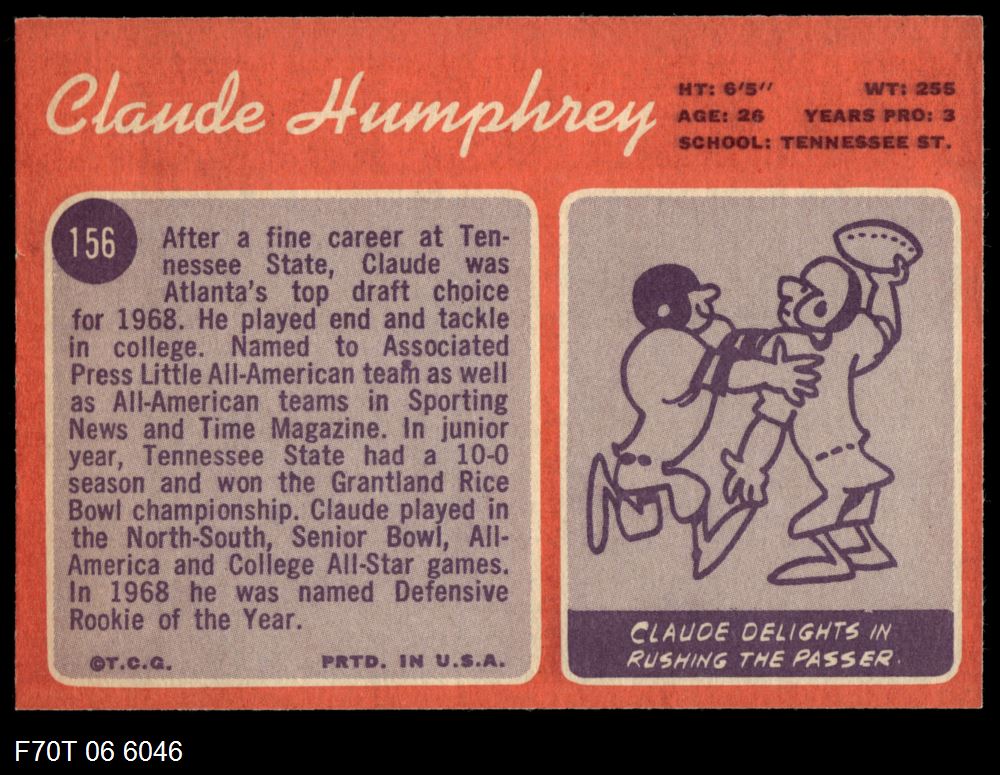 Claude Humphrey
HT: 6'5" WT: 255
AGE: 26 YEARS PRO: 3
SCHOOL: TENNESSEE ST.
156
After a fine career at Ten-
nessee State, Claude was
Atlanta's top draft choice
for 1968. He played end and tackle
in college. Named to Associated
Press Little All-American team as well
as All-American teams in Sporting
News and Time Magazine. In junior
year, Tennessee State had a 10-0
season and won the Grantland Rice
Bowl championship. Claude played in
the North-South, Senior Bowl, All-
America and College All-Star games.
In 1968 he was named Defensive
Rookie of the Year.
©T.C.G. PRTD. IN U.S.A.
CLAUDE DELIGHTS IN
RUSHING THE PASSER.
F70T 06 6046